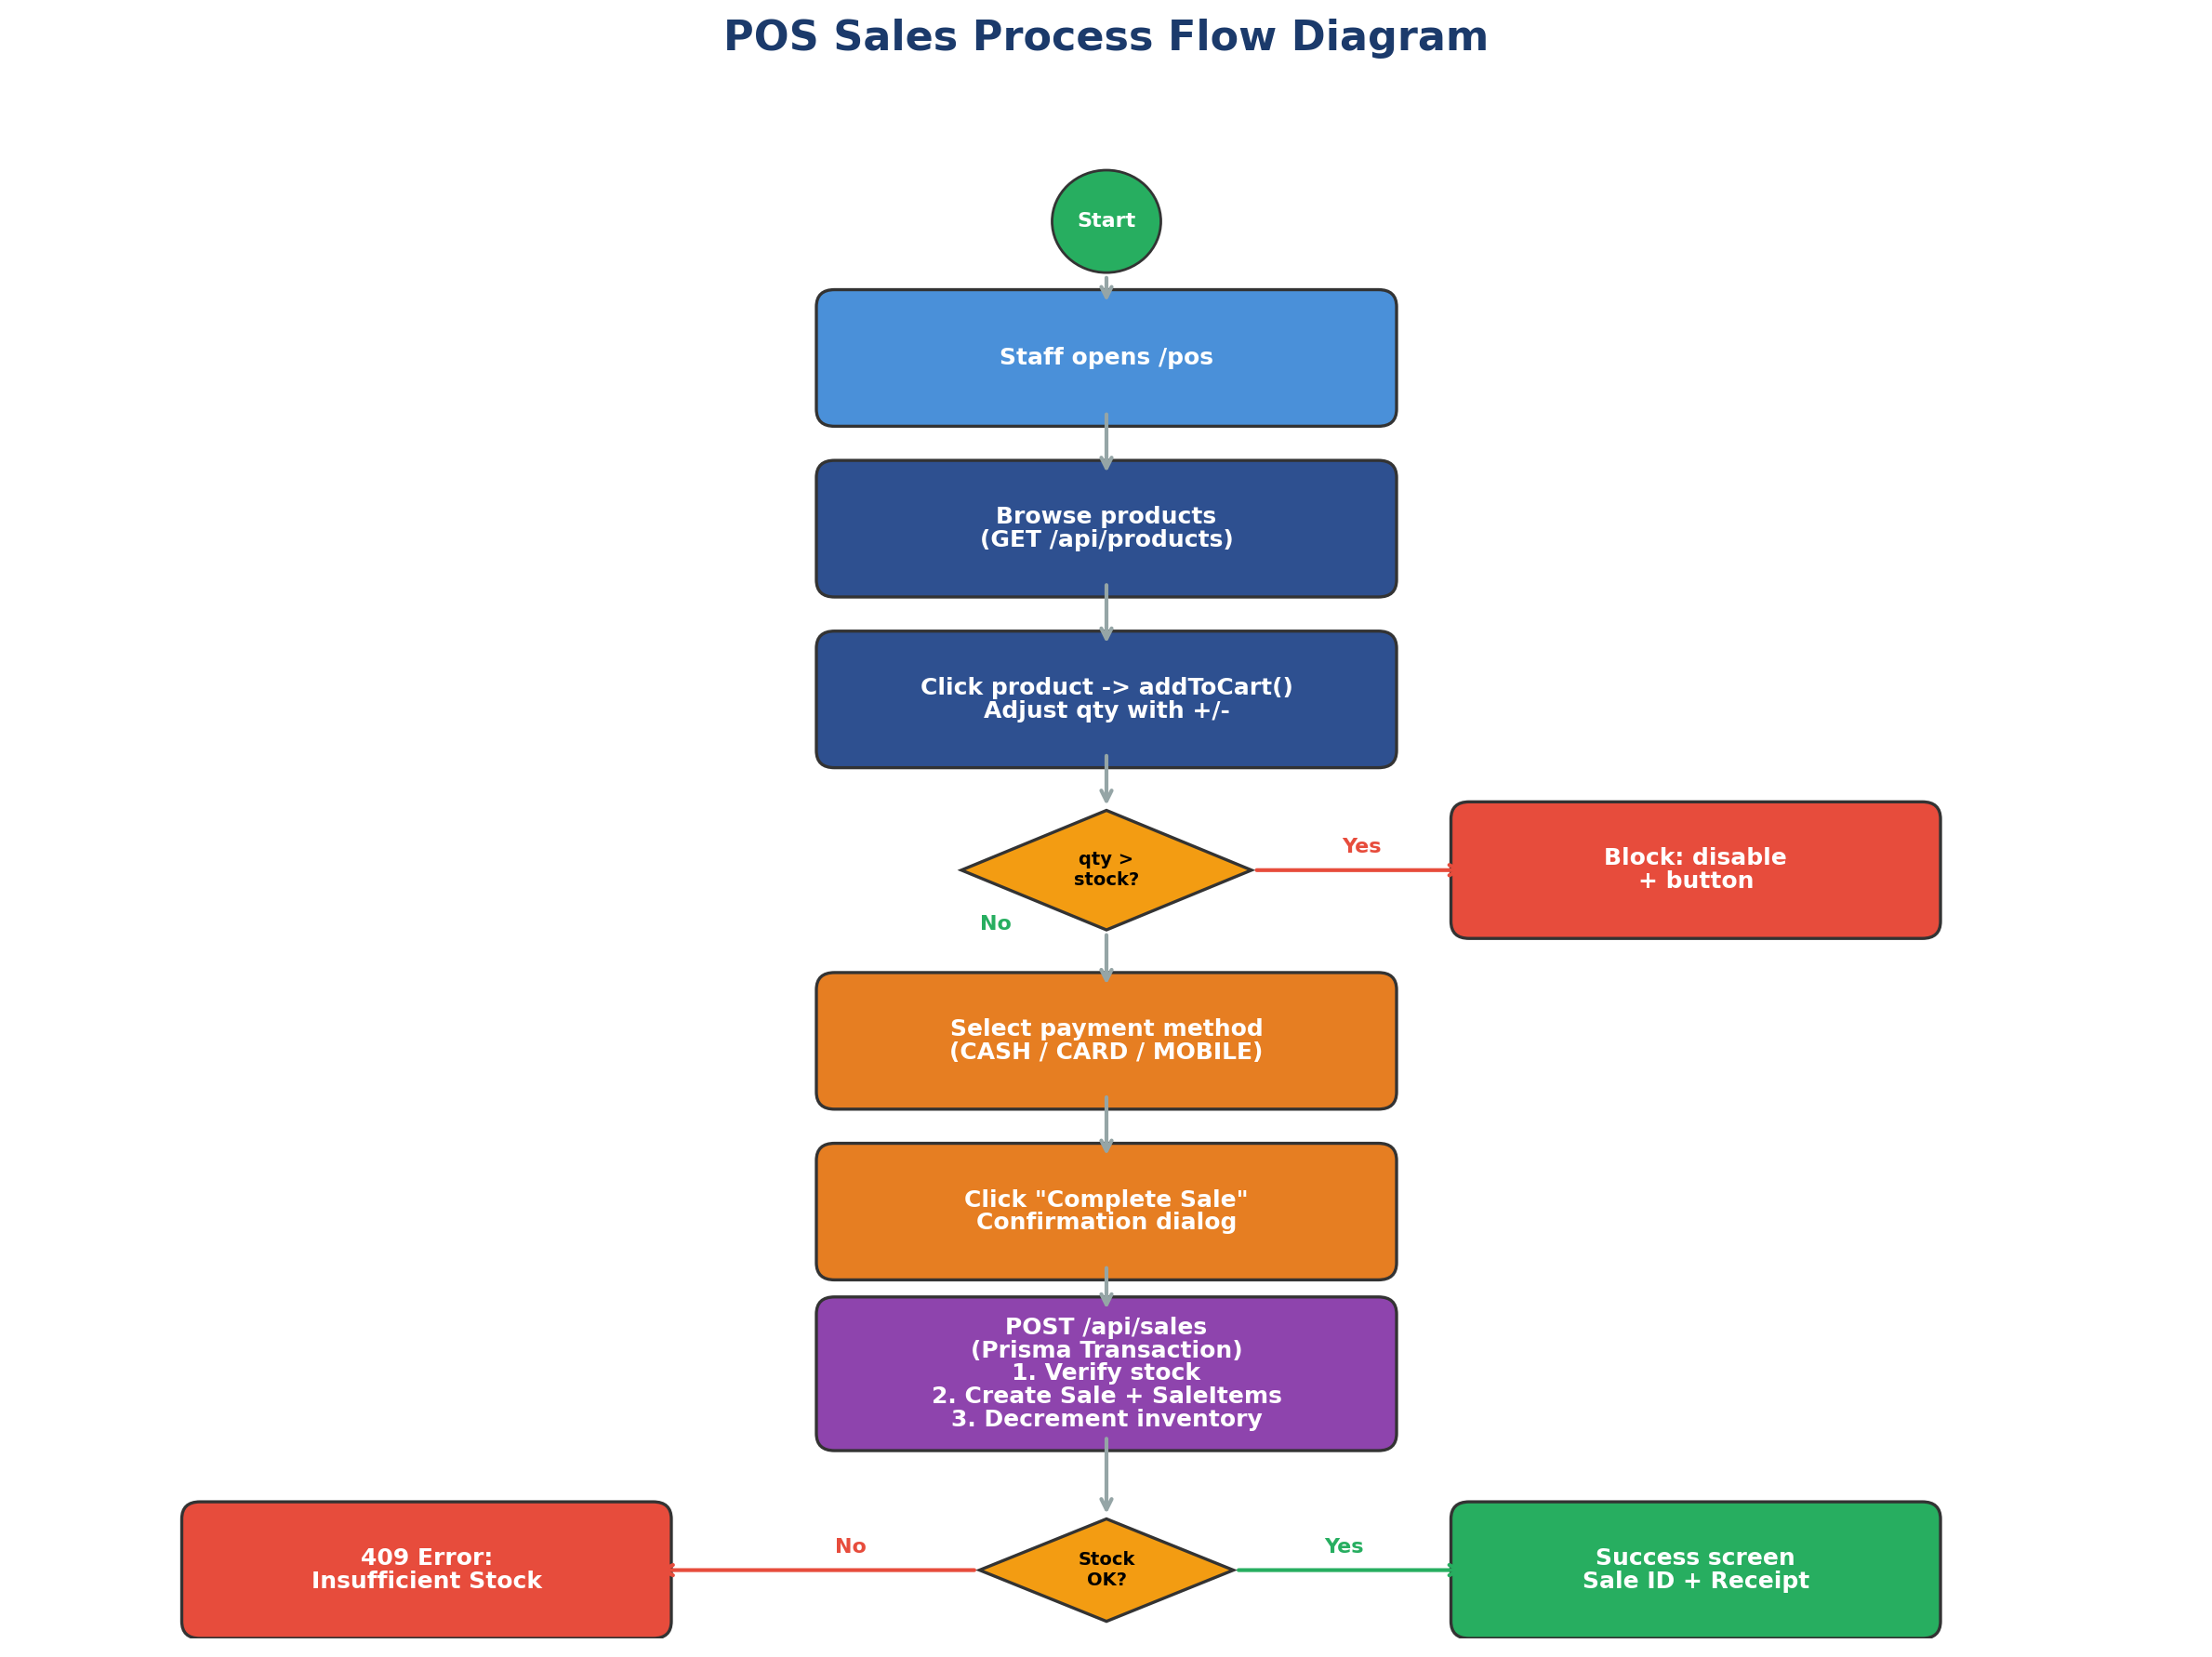 POS Sales Process Flow Diagram
Start
Staff opens /pos
Browse products
(GET /api/products)
Click product -> addToCart()
Adjust qty with +/-
qty >
stock?
Yes
Block: disable
+ button
No
Select payment method
(CASH / CARD / MOBILE)
Click "Complete Sale"
Confirmation dialog
POST /api/sales
(Prisma Transaction)
1. Verify stock
2. Create Sale + SaleItems
3. Decrement inventory
409 Error:
Insufficient Stock
No
Stock
OK?
Yes
Success screen
Sale ID + Receipt